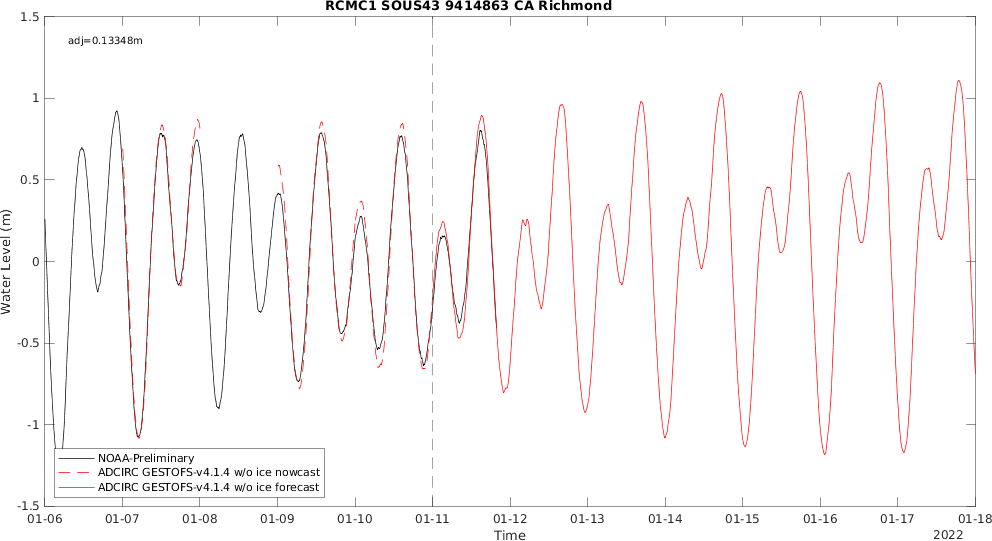 RCMC1 SOUS43 9414863 CA Richmond
adj=0.13348m
1.5
1
0.5
0
-0.5
-1
-1.5
Water Level (m)
NOAA-Preliminary
ADCIRC GESTOFS-v4.1.4 w/o ice nowcast
ADCIRC GESTOFS-v4.1.4 w/o ice forecast
01-06 01-07 01-08 01-09 01-10 01-11 01-12 01-13 01-14 01-15 01-16 01-17 01-18
Time
2022